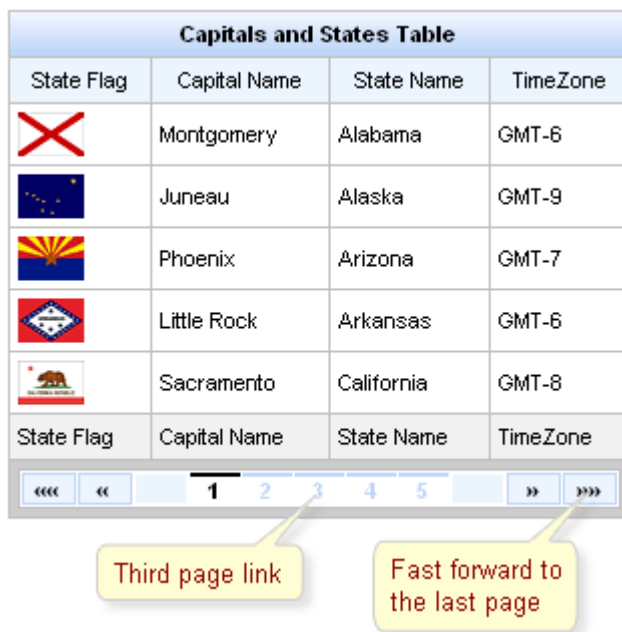 Capitals and States Table
State Flag Capital Name State Name TimeZone
Montgomery Alabama GMT-6
Juneau Alaska GMT-9
Phoenix Arizona GMT-7
Little Rock Arkansas GMT-6
Sacramento California GMT-8
State Flag Capital Name State Name TimeZone
«« « 1 2 3 4 5 » »»
Third page link
Fast forward to
the last page